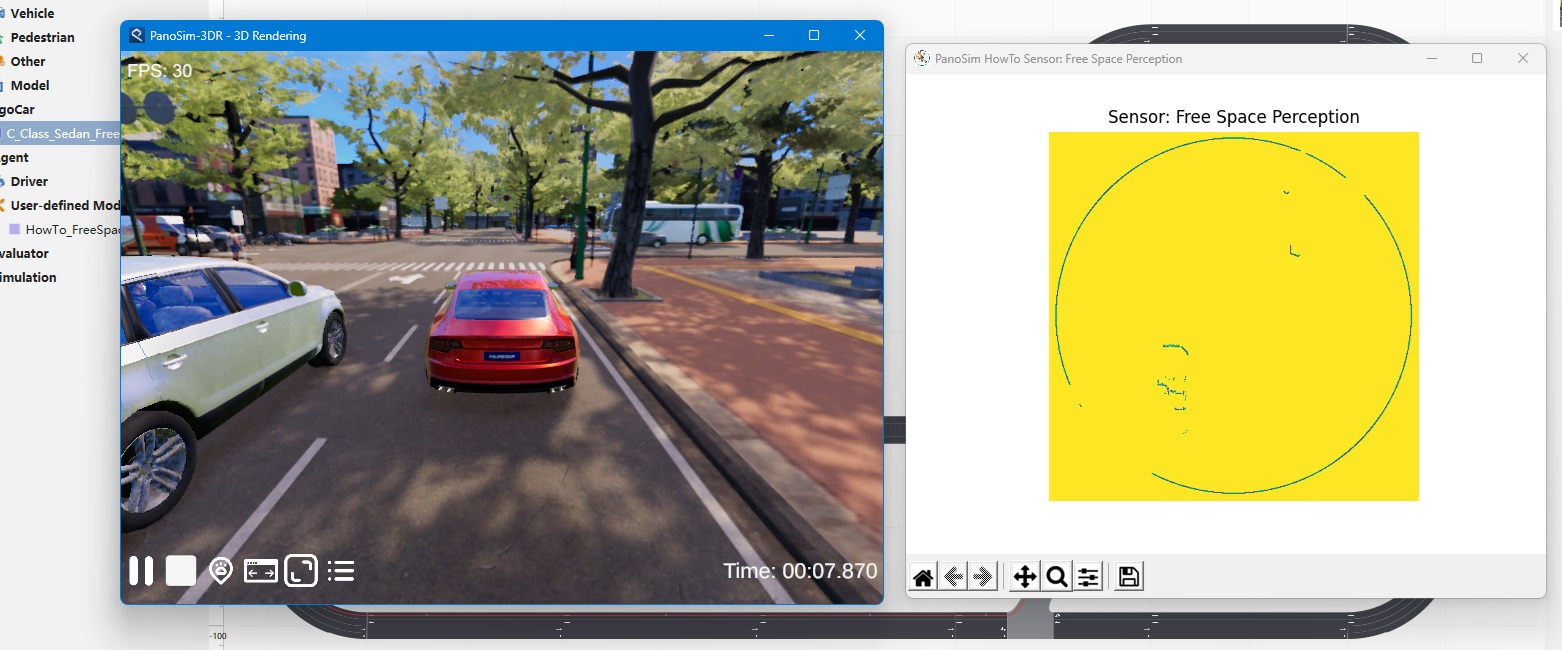 Vehicle
Pedestrian
Other
Model
goCar
C_Class_Sedan_Free
gent
Driver
User-defined Mod
HowTo_FreeSpac
valuator
imulation
PanoSim-3DR - 3D Rendering
FPS: 30
PANOSIM
Time: 00:07.870
PanoSim HowTo Sensor: Free Space Perception
Sensor: Free Space Perception
-100